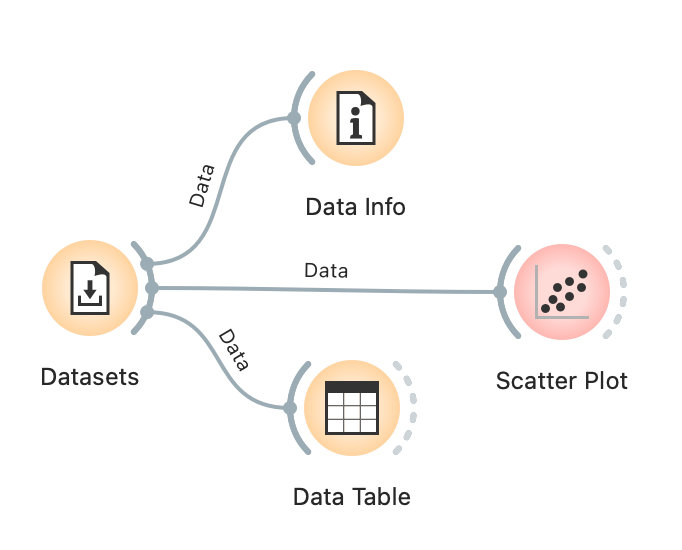 Data
Data Info
Data
Datasets
Data
Scatter Plot
Data Table